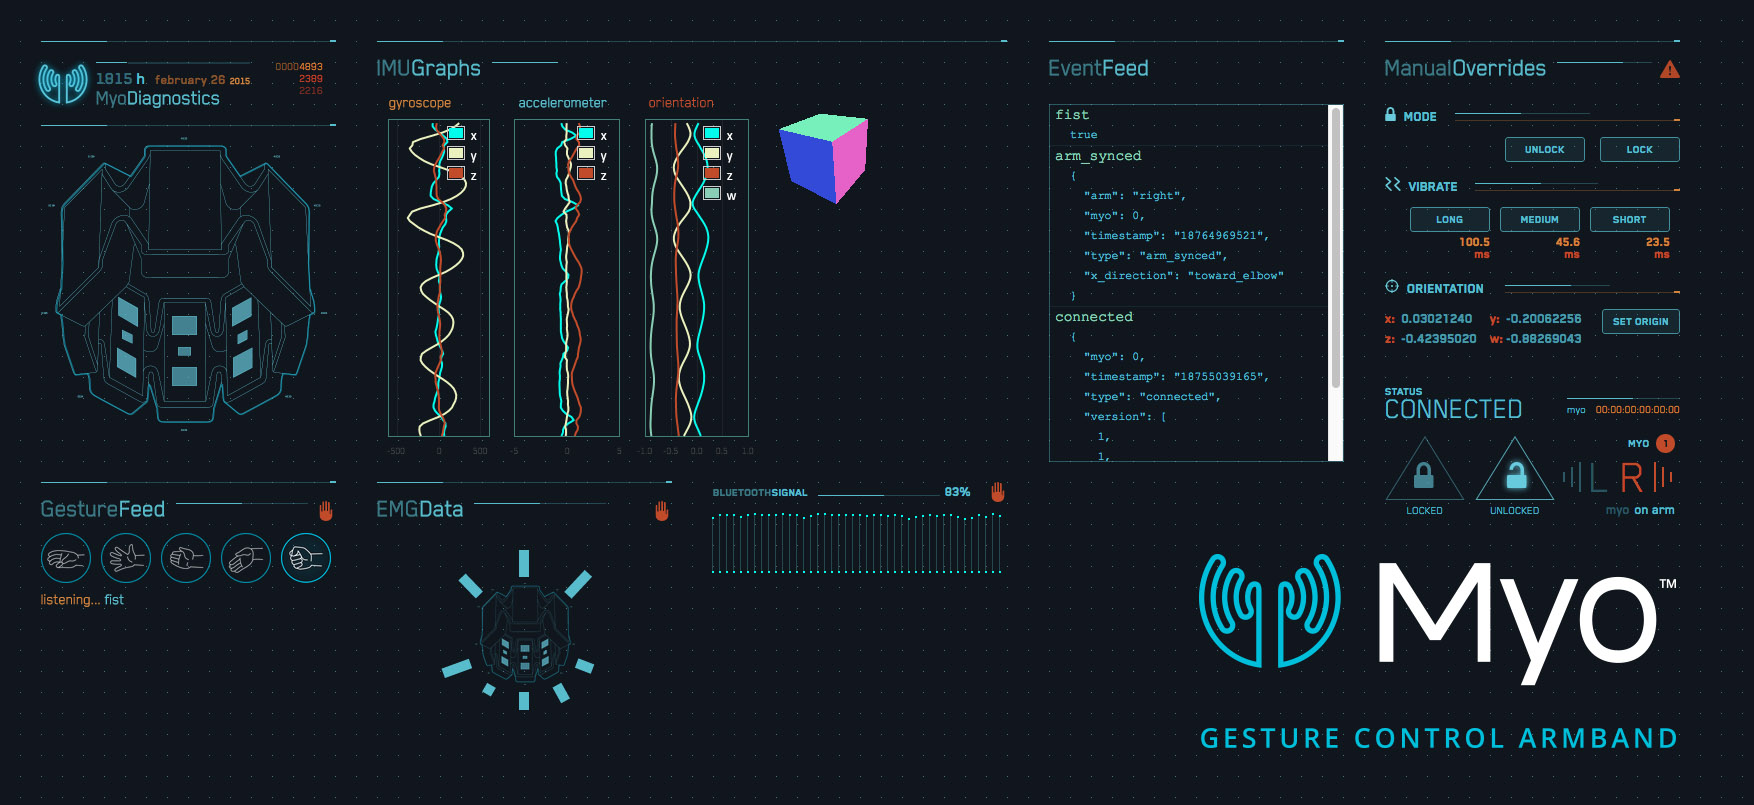 1815 h february 26 2015
MyoDiagnostics
00004893
2389
2216
IMUGraphs
gyroscope
x
y
z
-500 0 500
accelerometer
x
y
z
-5 0 5
orientation
x
y
z
w
-1.0 -0.5 0.0 0.5 1.0
EventFeed
fist
true
arm_synced
{
"arm": "right",
"myo": 0,
"timestamp": "18764969521",
"type": "arm_synced",
"x_direction": "toward_elbow"
}
connected
{
"myo": 0,
"timestamp": "18755039165",
"type": "connected",
"version": [
1,
1,
ManualOverrides
MODE
UNLOCK LOCK
VIBRATE
LONG MEDIUM SHORT
100.5 45.6 23.5
ms ms ms
ORIENTATION
x: 0.03021240 y: -0.20062256
z: -0.42395020 w: -0.88269043
SET ORIGIN
STATUS
CONNECTED
myo 00:00:00:00:00:00
MYO 1
L R
LOCKED UNLOCKED myo on arm
GestureFeed
listening... fist
EMGData
BLUETOOTHSIGNAL 83%
Myo™
GESTURE CONTROL ARMBAND